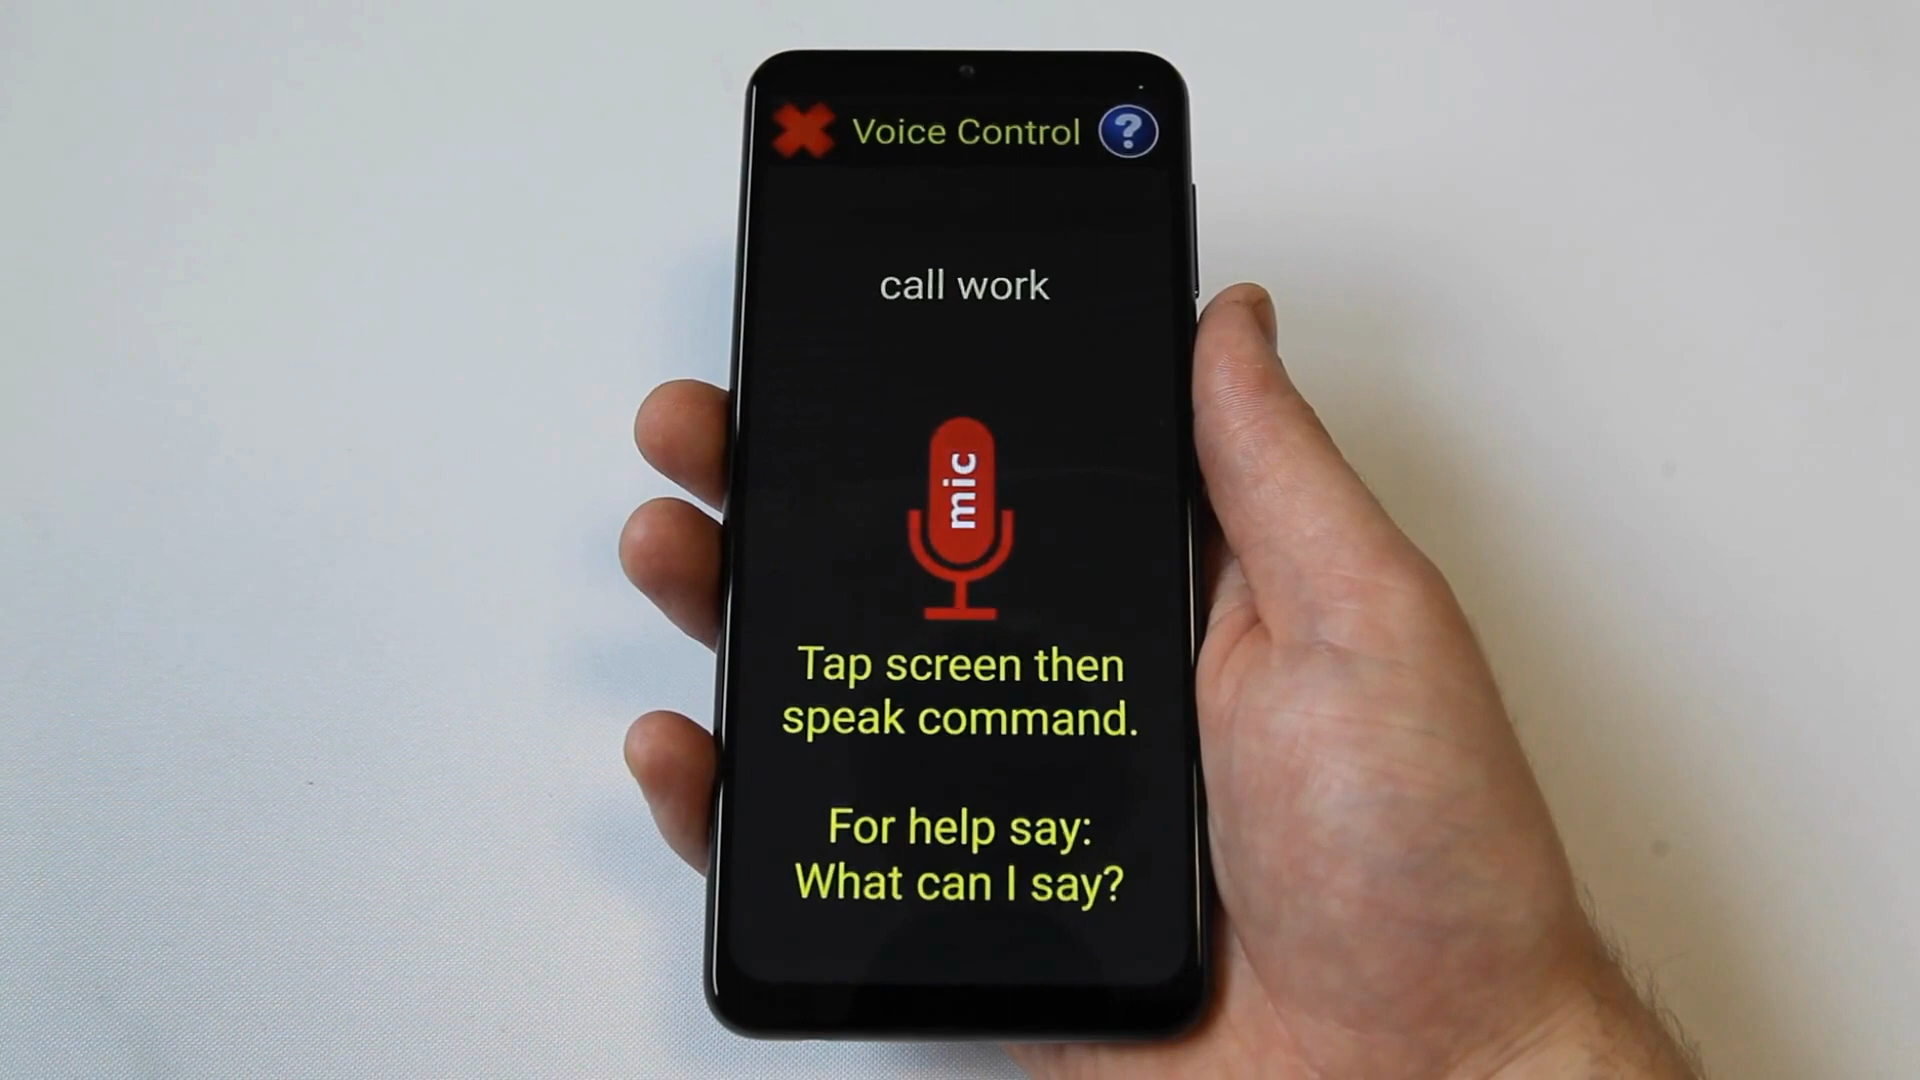 Voice Control ?
call work
mic
Tap screen then
speak command.
For help say:
What can I say?